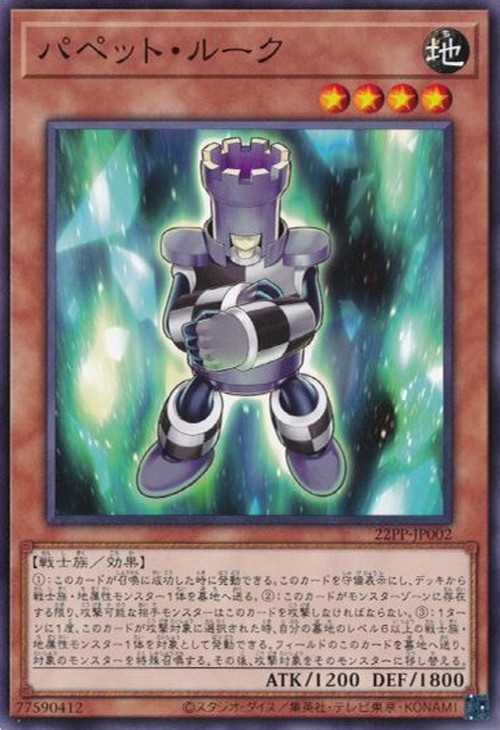 パペット・ルーク
地
22PP-JP002
【戦士族/効果】
①:このカードが召喚に成功した時に発動できる。このカードを守備表示にし、デッキから
戦士族・地属性モンスター1体を墓地へ送る。②:このカードがモンスターゾーンに存在
する限り、攻撃可能な相手モンスターはこのカードを攻撃しなければならない。③:1ター
ンに1度、このカードが攻撃対象に選択された時、自分の墓地のレベル6以上の戦士族・
地属性モンスター1体を対象として発動できる。フィールドのこのカードを墓地へ送り、
対象のモンスターを特殊召喚する。その後、攻撃対象をそのモンスターに移し替える。
ATK/1200 DEF/1800
77590412 ©スタジオ・ダイス/集英社・テレビ東京・KONAMI